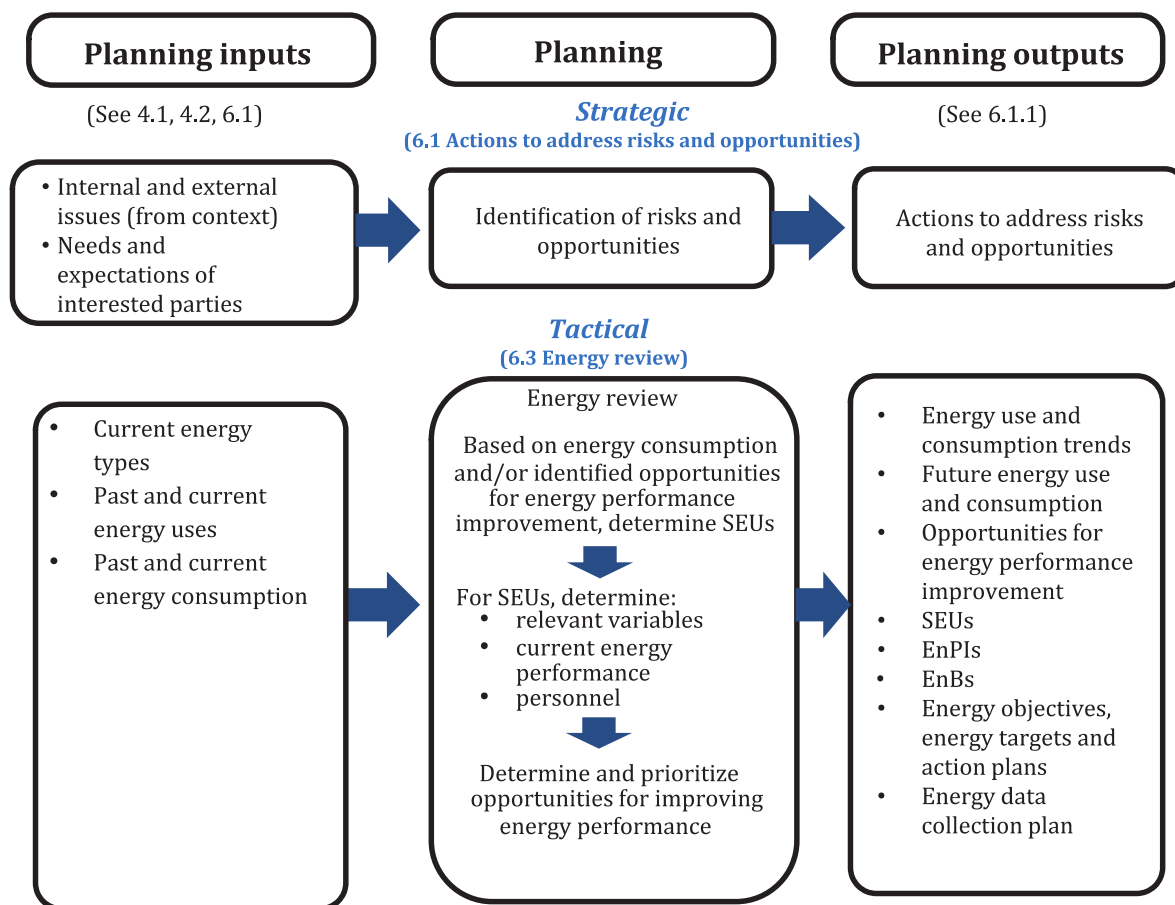 Planning inputs
Planning
Planning outputs
(See 4.1, 4.2, 6.1)
Strategic
(6.1 Actions to address risks and opportunities)
(See 6.1.1)
• Internal and external
issues (from context)
• Needs and
expectations of
interested parties
Identification of risks and
opportunities
Actions to address risks
and opportunities
Tactical
(6.3 Energy review)
• Current energy
types
• Past and current
energy uses
• Past and current
energy consumption
Energy review
Based on energy consumption
and/or identified opportunities
for energy performance
improvement, determine SEUs
For SEUs, determine:
• relevant variables
• current energy
performance
• personnel
Determine and prioritize
opportunities for improving
energy performance
• Energy use and
consumption trends
• Future energy use
and consumption
• Opportunities for
energy performance
improvement
• SEUs
• EnPIs
• EnBs
• Energy objectives,
energy targets and
action plans
• Energy data
collection plan